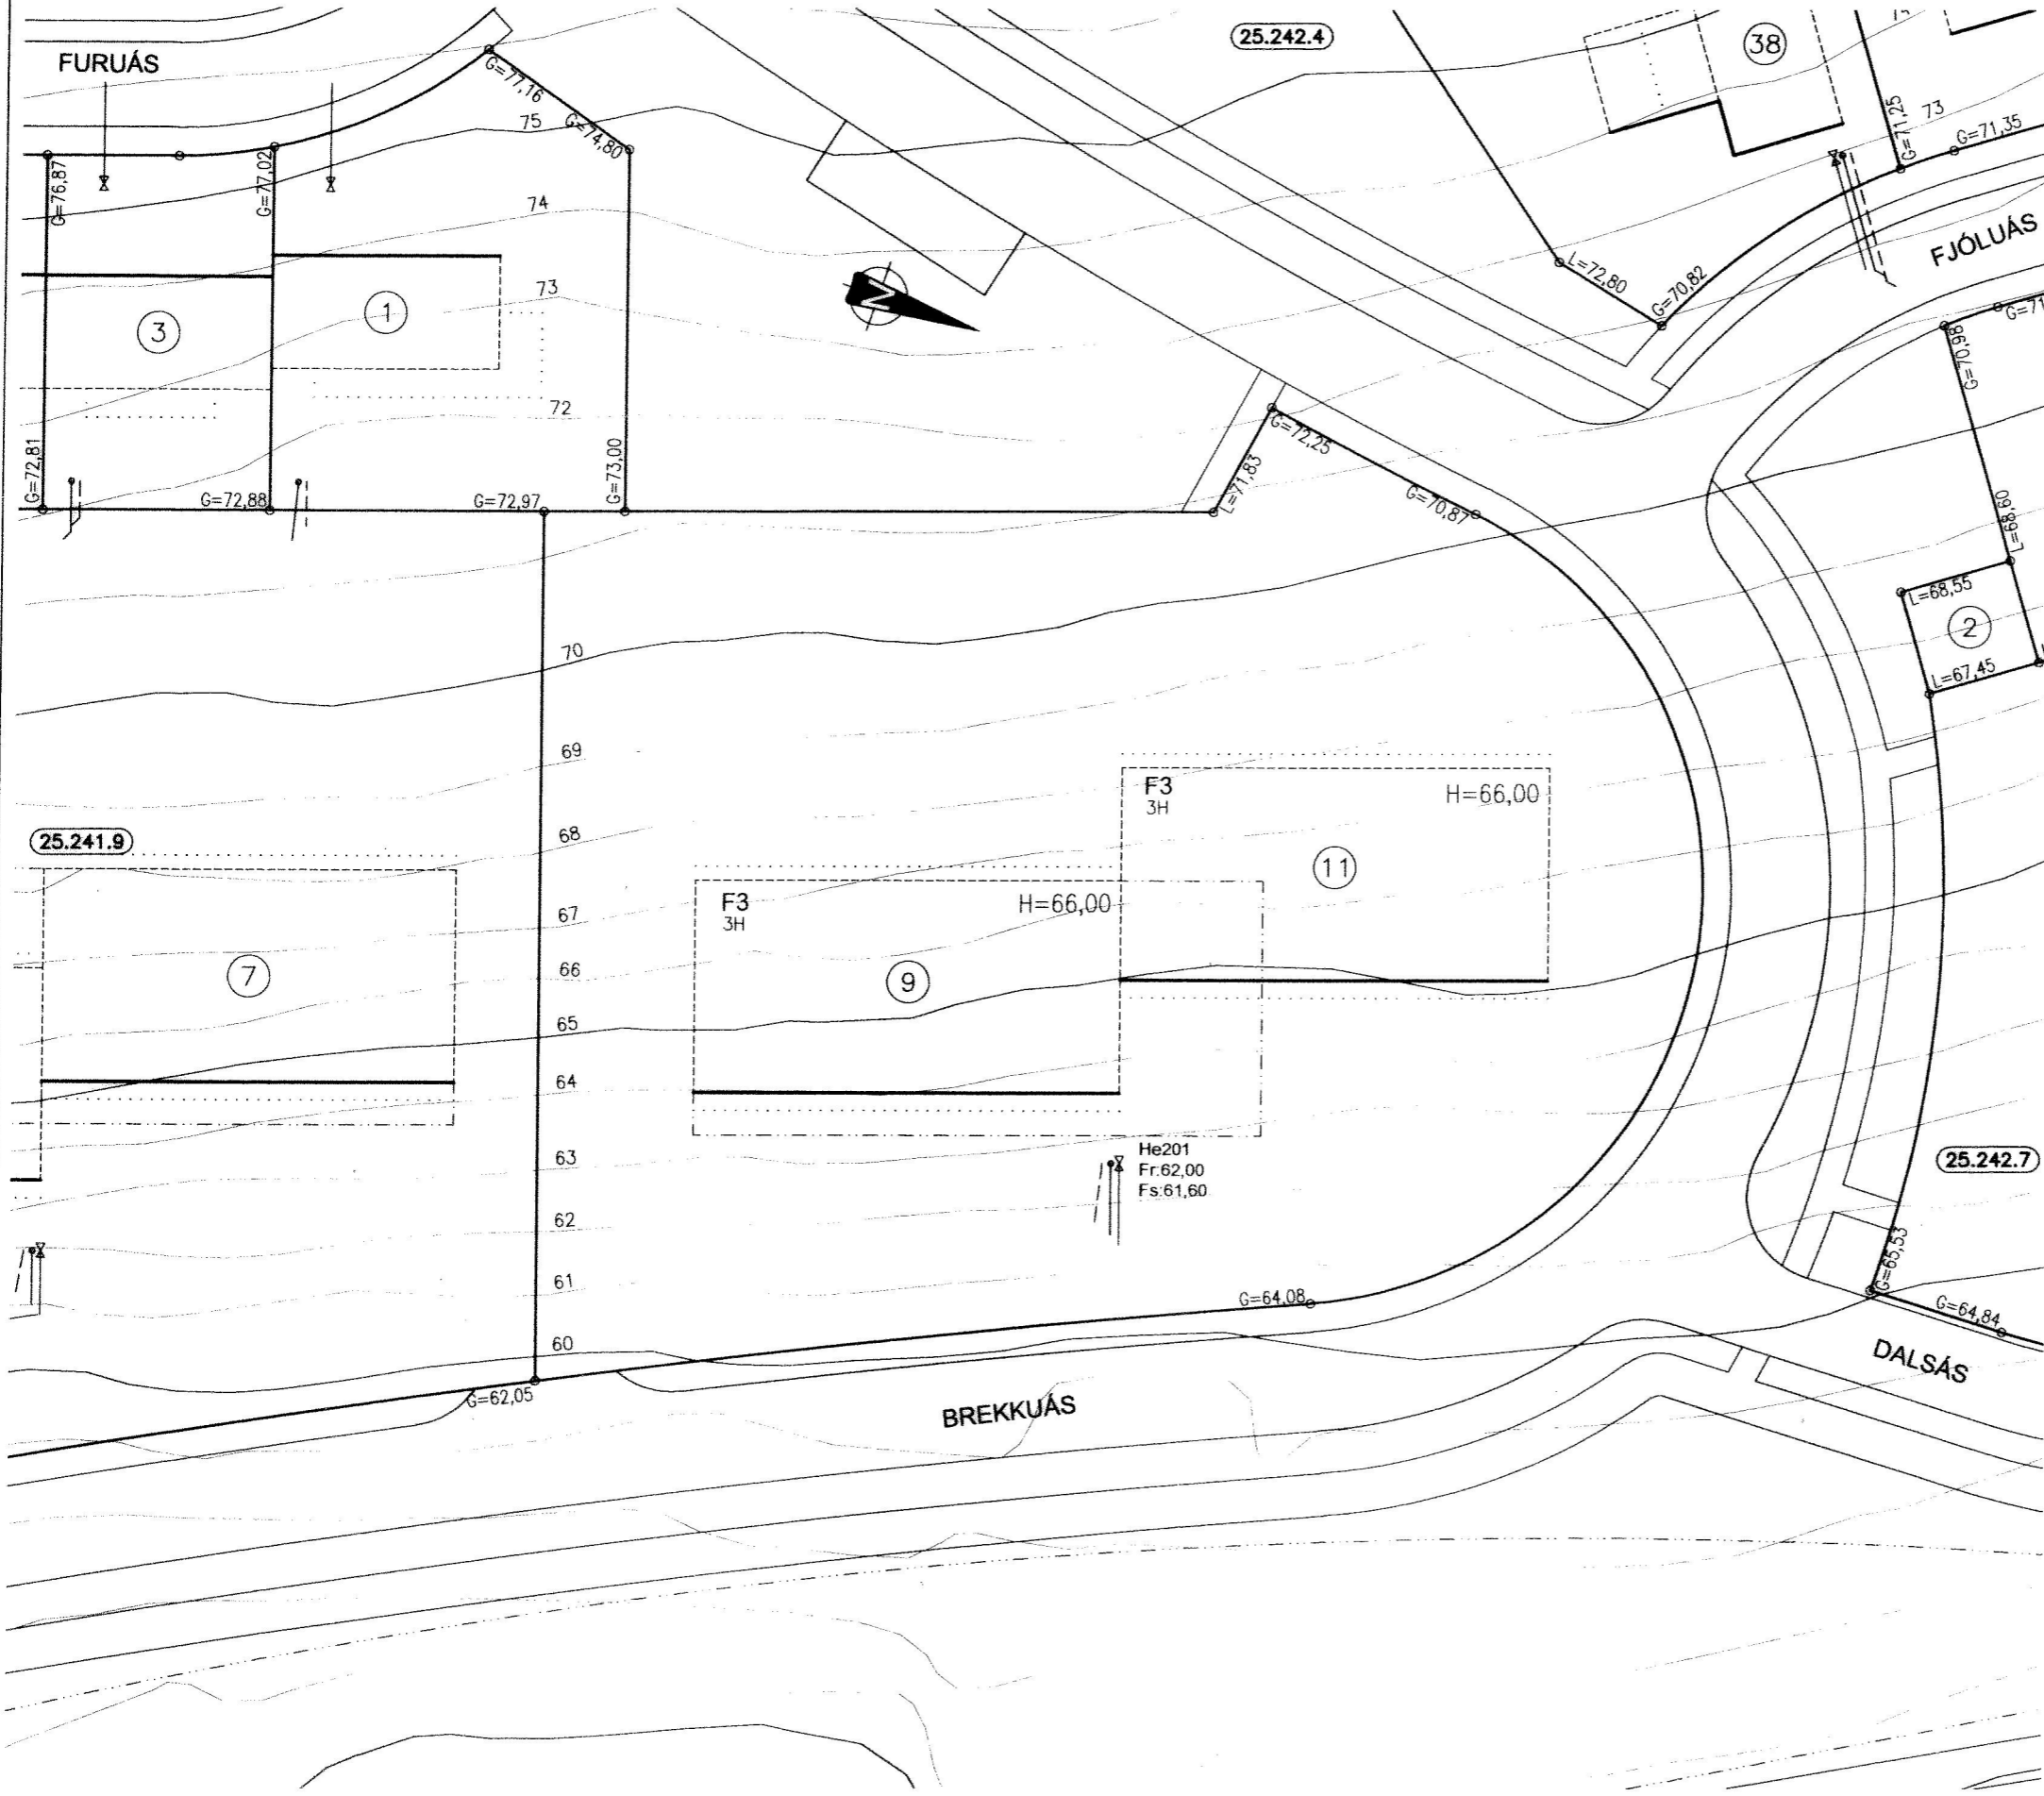 FURUÁS
25.242.4
38
G=77,16
G=74,80
75
73
G=71,25
G=71,35
G=76,87
G=77,02
74
FJÓLUÁS
L=72,80
G=70,82
N
73
1
3
G=70,98
72
G=72,25
L=71,83
G=70,87
G=72,81
G=72,88
G=72,97
G=73,00
L=68,60
L=68,55
2
L=67,45
70
69
68
67
66
65
64
63
62
61
60
F3
3H
H=66,00
11
25.241.9
F3
3H
H=66,00
7
9
He201
Fr:62,00
Fs:61,60
25.242.7
G=65,53
G=64,08
G=64,84
DALSÁS
G=62,05
BREKKUÁS